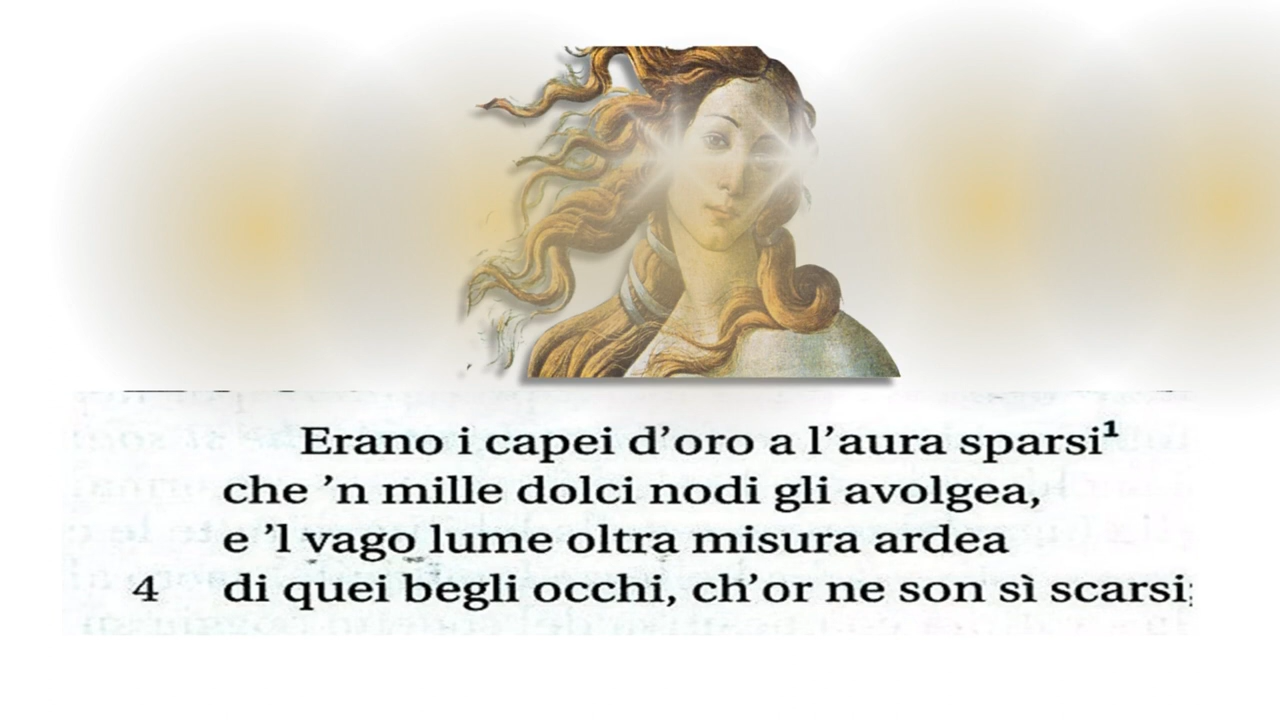 Erano i capei d’oro a l’aura sparsi¹
che ’n mille dolci nodi gli avolgea,
e ’l vago lume oltra misura ardea
4 di quei begli occhi, ch’or ne son sì scarsi;